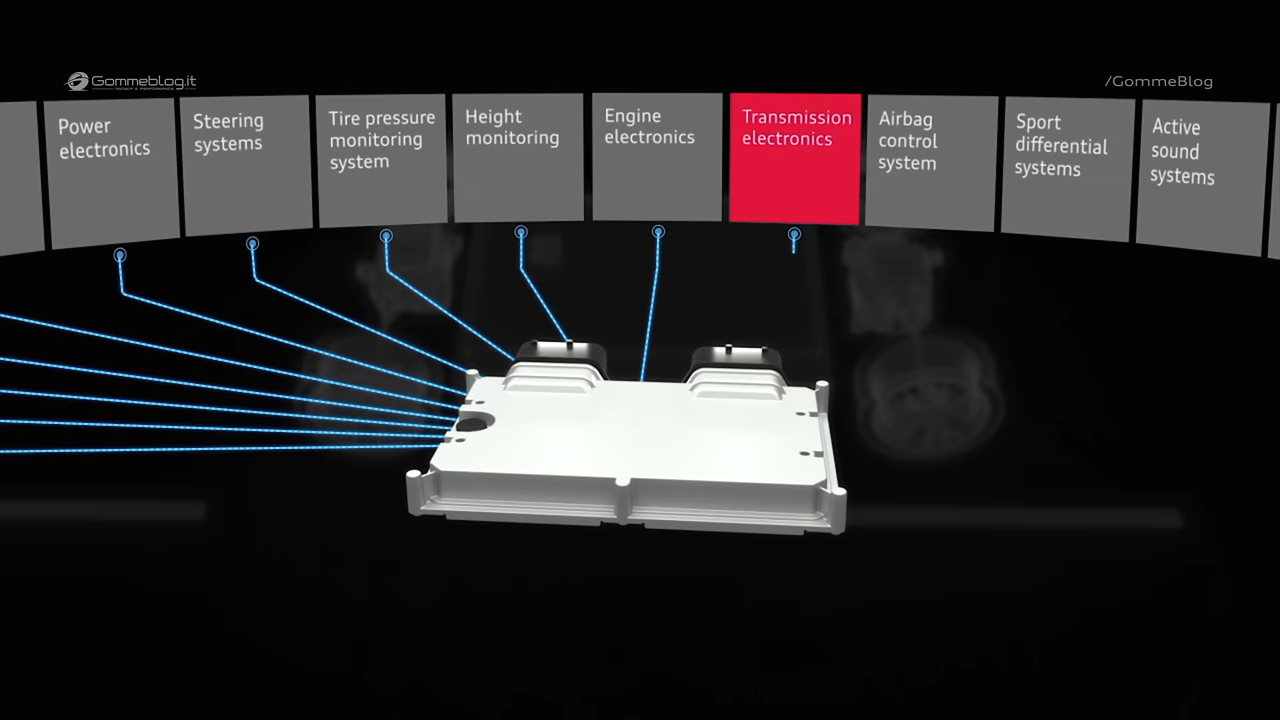 Gommeblog.it
/GommeBlog
Power
electronics
Steering
systems
Tire pressure
monitoring
system
Height
monitoring
Engine
electronics
Transmission
electronics
Airbag
control
system
Sport
differential
systems
Active
sound
systems